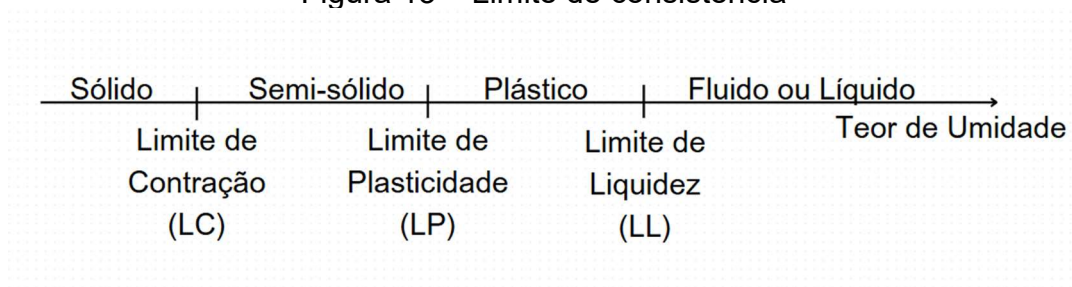 Sólido Semi-sólido Plástico Fluido ou Líquido
Teor de Umidade
Limite de Contração (LC)
Limite de Plasticidade (LP)
Limite de Liquidez (LL)